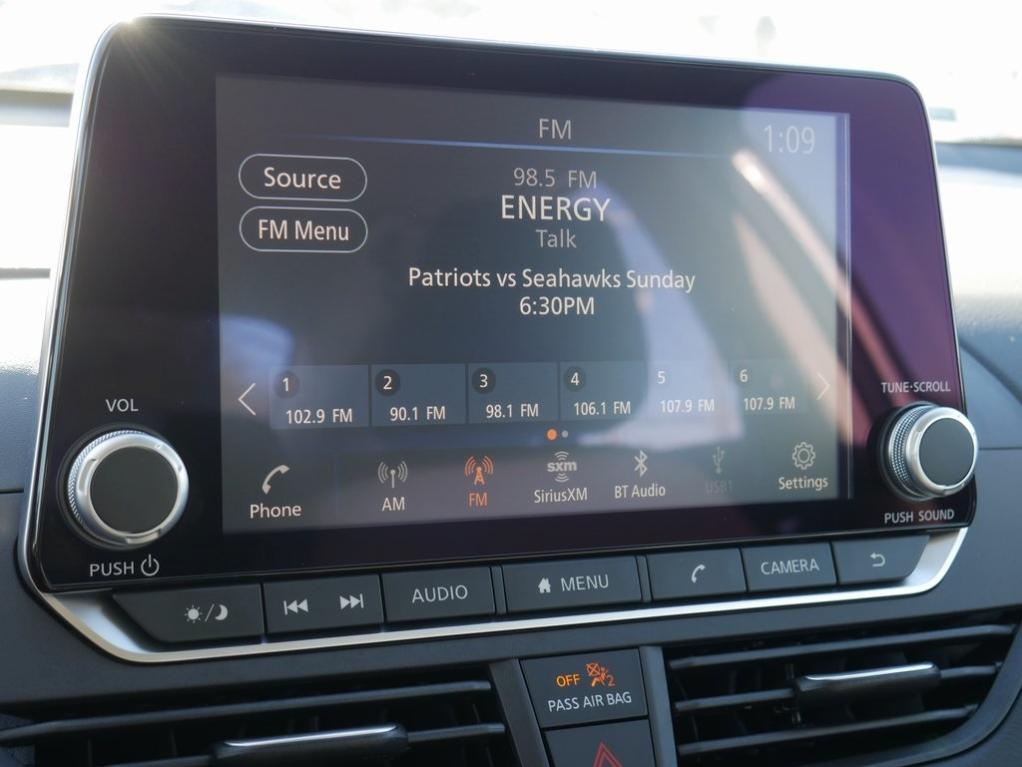 FM
1:09
Source
98.5 FM
ENERGY
FM Menu
Talk
Patriots vs Seahawks Sunday
6:30PM
1 2 3 4 5 6
102.9 FM 90.1 FM 98.1 FM 106.1 FM 107.9 FM 107.9 FM
VOL
TUNE·SCROLL
Phone
AM
FM
sxm
SiriusXM
BT Audio
USB1
Settings
PUSH
PUSH SOUND
AUDIO
MENU
CAMERA
OFF 2
PASS AIR BAG